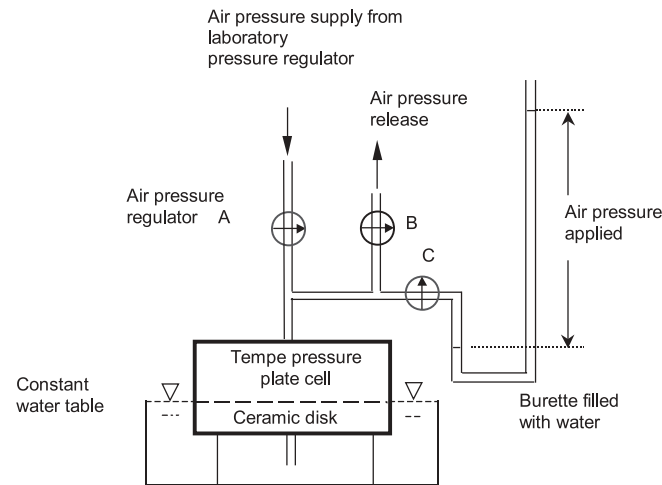 Air pressure supply from
laboratory
pressure regulator
Air pressure
release
Air pressure
regulator A
B
C
Air pressure
applied
Tempe pressure
plate cell
Ceramic disk
Constant
water table
Burette filled
with water